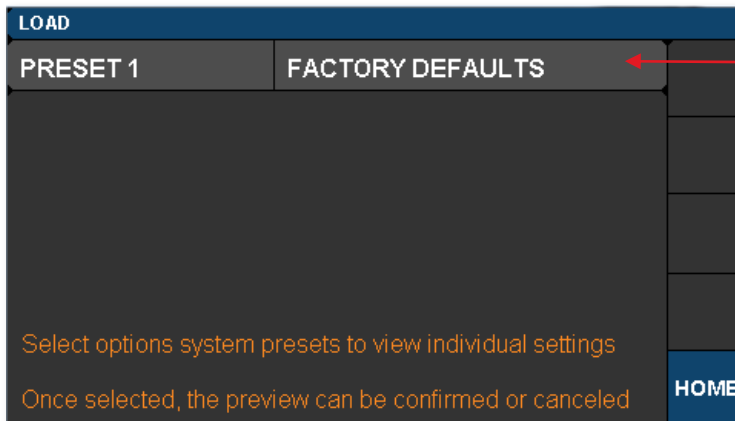 LOAD
PRESET 1 FACTORY DEFAULTS
Select options system presets to view individual settings
Once selected, the preview can be confirmed or canceled
HOME